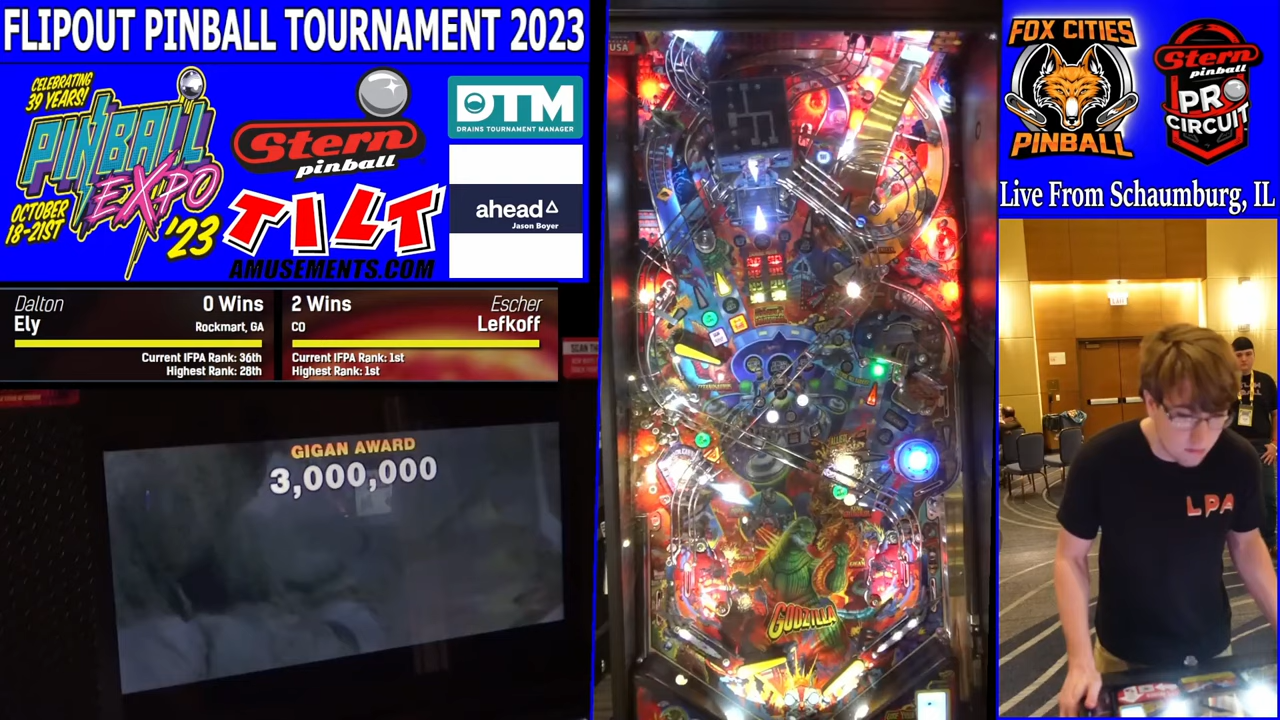 FLIPOUT PINBALL TOURNAMENT 2023
CELEBRATING
39 YEARS!
PINBALL
EXPO
OCTOBER
18-21ST
'23
Stern
pinball
TILT
AMUSEMENTS.COM
DTM
DRAINS TOURNAMENT MANAGER
ahead
Jason Boyer
FOX CITIES
PINBALL
Stern
pinball
PRO
CIRCUIT
Live From Schaumburg, IL
Dalton
Ely
0 Wins
Rockmart, GA
Current IFPA Rank: 36th
Highest Rank: 28th
2 Wins
Escher
CO
Lefkoff
Current IFPA Rank: 1st
Highest Rank: 1st
GIGAN AWARD
3,000,000
USA
GODZILLA
LPA